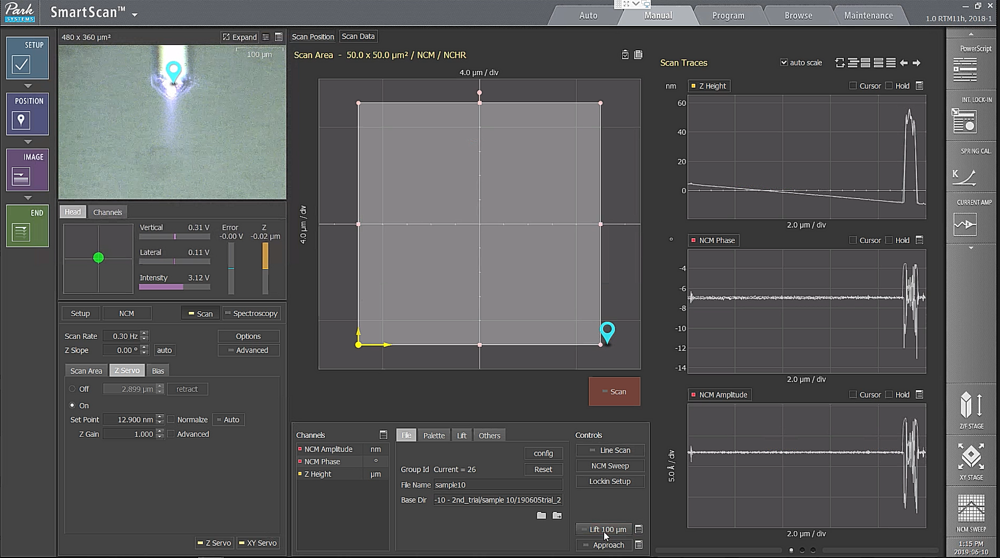 Park
SYSTEMS
SmartScan™
Auto
Manual
Program
Browse
Maintenance
1.0 RTM11h, 2018-1
SETUP
POSITION
IMAGE
END
480 x 360 µm²
Expand
100 µm
Head
Channels
Vertical 0.31 V
Lateral 0.11 V
Intensity 3.12 V
Error
-0.00 V
Z
-0.02 µm
Setup
NCM
Scan
Spectroscopy
Scan Rate 0.30 Hz
Options
Z Slope 0.00 °
auto
Advanced
Scan Area
Z Servo
Bias
Off 2.899 µm
retract
On
Set Point 12.900 nm
Normalize
Auto
Z Gain 1.000
Advanced
Z Servo
XY Servo
Scan Position
Scan Data
Scan Area - 50.0 x 50.0 µm² / NCM / NCHR
4.0 µm / div
4.0 µm / div
Scan
Channels
NCM Amplitude nm
NCM Phase °
Z Height µm
File
Palette
Lift
Others
config
Group Id Current = 26
Reset
File Name sample10
Base Dir -10 - 2nd_trial/sample 10/190605trial_2
Controls
Line Scan
NCM Sweep
Lockin Setup
Lift 100 µm
Approach
Scan Traces
auto scale
nm
Z Height
Cursor
Hold
60
40
20
0
2.0 µm / div
°
NCM Phase
Cursor
Hold
-4
-6
-8
-10
-12
-14
2.0 µm / div
NCM Amplitude
Cursor
Hold
5.0 Å / div
2.0 µm / div
PowerScript
INT. LOCK-IN
SPRING CAL.
K
CURRENT AMP
Z/F STAGE
XY STAGE
NCM SWEEP
1:15 PM
2019-06-10